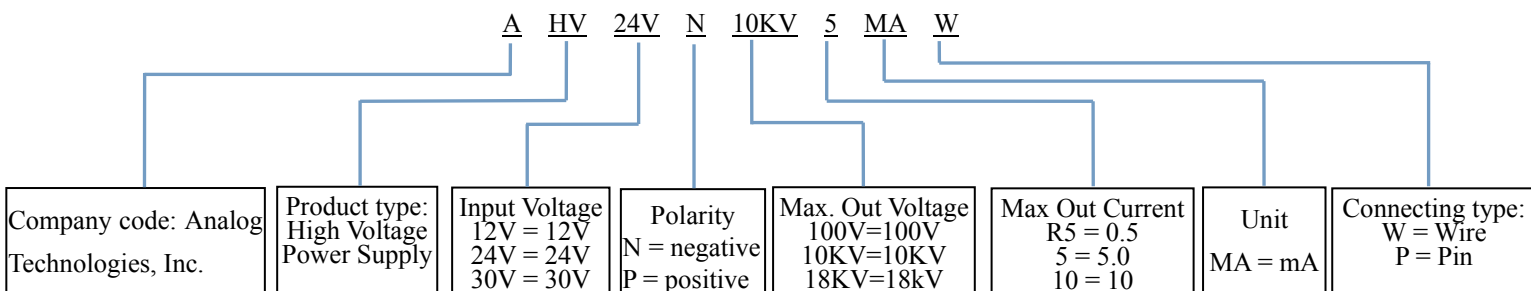 A HV 24V N 10KV 5 MA W
Company code: Analog
Technologies, Inc.
Product type:
High Voltage
Power Supply
Input Voltage
12V = 12V
24V = 24V
30V = 30V
Polarity
N = negative
P = positive
Max. Out Voltage
100V=100V
10KV=10KV
18KV=18kV
Max Out Current
R5 = 0.5
5 = 5.0
10 = 10
Unit
MA = mA
Connecting type:
W = Wire
P = Pin